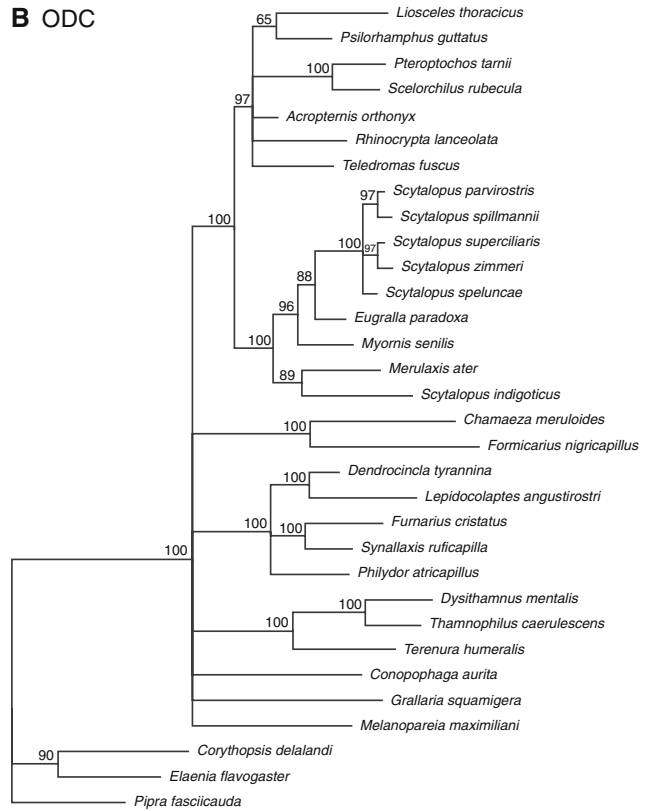 B ODC
65
Liosceles thoracicus
Psilorhamphus guttatus
100
Pteroptochos tarnii
Scelorchilus rubecula
97
Acropternis orthonyx
Rhinocrypta lanceolata
Teledromas fuscus
97
Scytalopus parvirostris
Scytalopus spillmannii
100
100
97
Scytalopus superciliaris
Scytalopus zimmeri
Scytalopus speluncae
88
96
Eugralla paradoxa
100
Myornis senilis
89
Merulaxis ater
Scytalopus indigoticus
100
Chamaeza meruloides
Formicarius nigricapillus
100
Dendrocincla tyrannina
Lepidocolaptes angustirostri
100
100
Furnarius cristatus
Synallaxis ruficapilla
100
Philydor atricapillus
100
Dysithamnus mentalis
100
Thamnophilus caerulescens
Terenura humeralis
Conopophaga aurita
Grallaria squamigera
Melanopareia maximiliani
90
Corythopsis delalandi
Elaenia flavogaster
Pipra fasciicauda